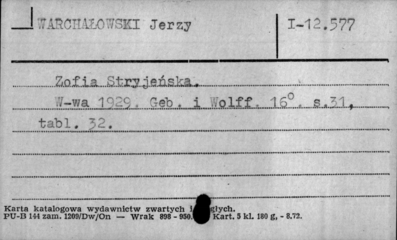 WARCHAŁOWSKI Jerzy
I-12.577
Zofia Stryjeńska.
W-wa 1929. Geb. i Wolff. 16°. s.31,
tabl. 32.
Karta katalogowa wydawnictw zwartych
PU-B 144 zam. 1209/Dw/On — Wrak 898 - 950. Kart. 5 kl. 180 g, - 8.72.